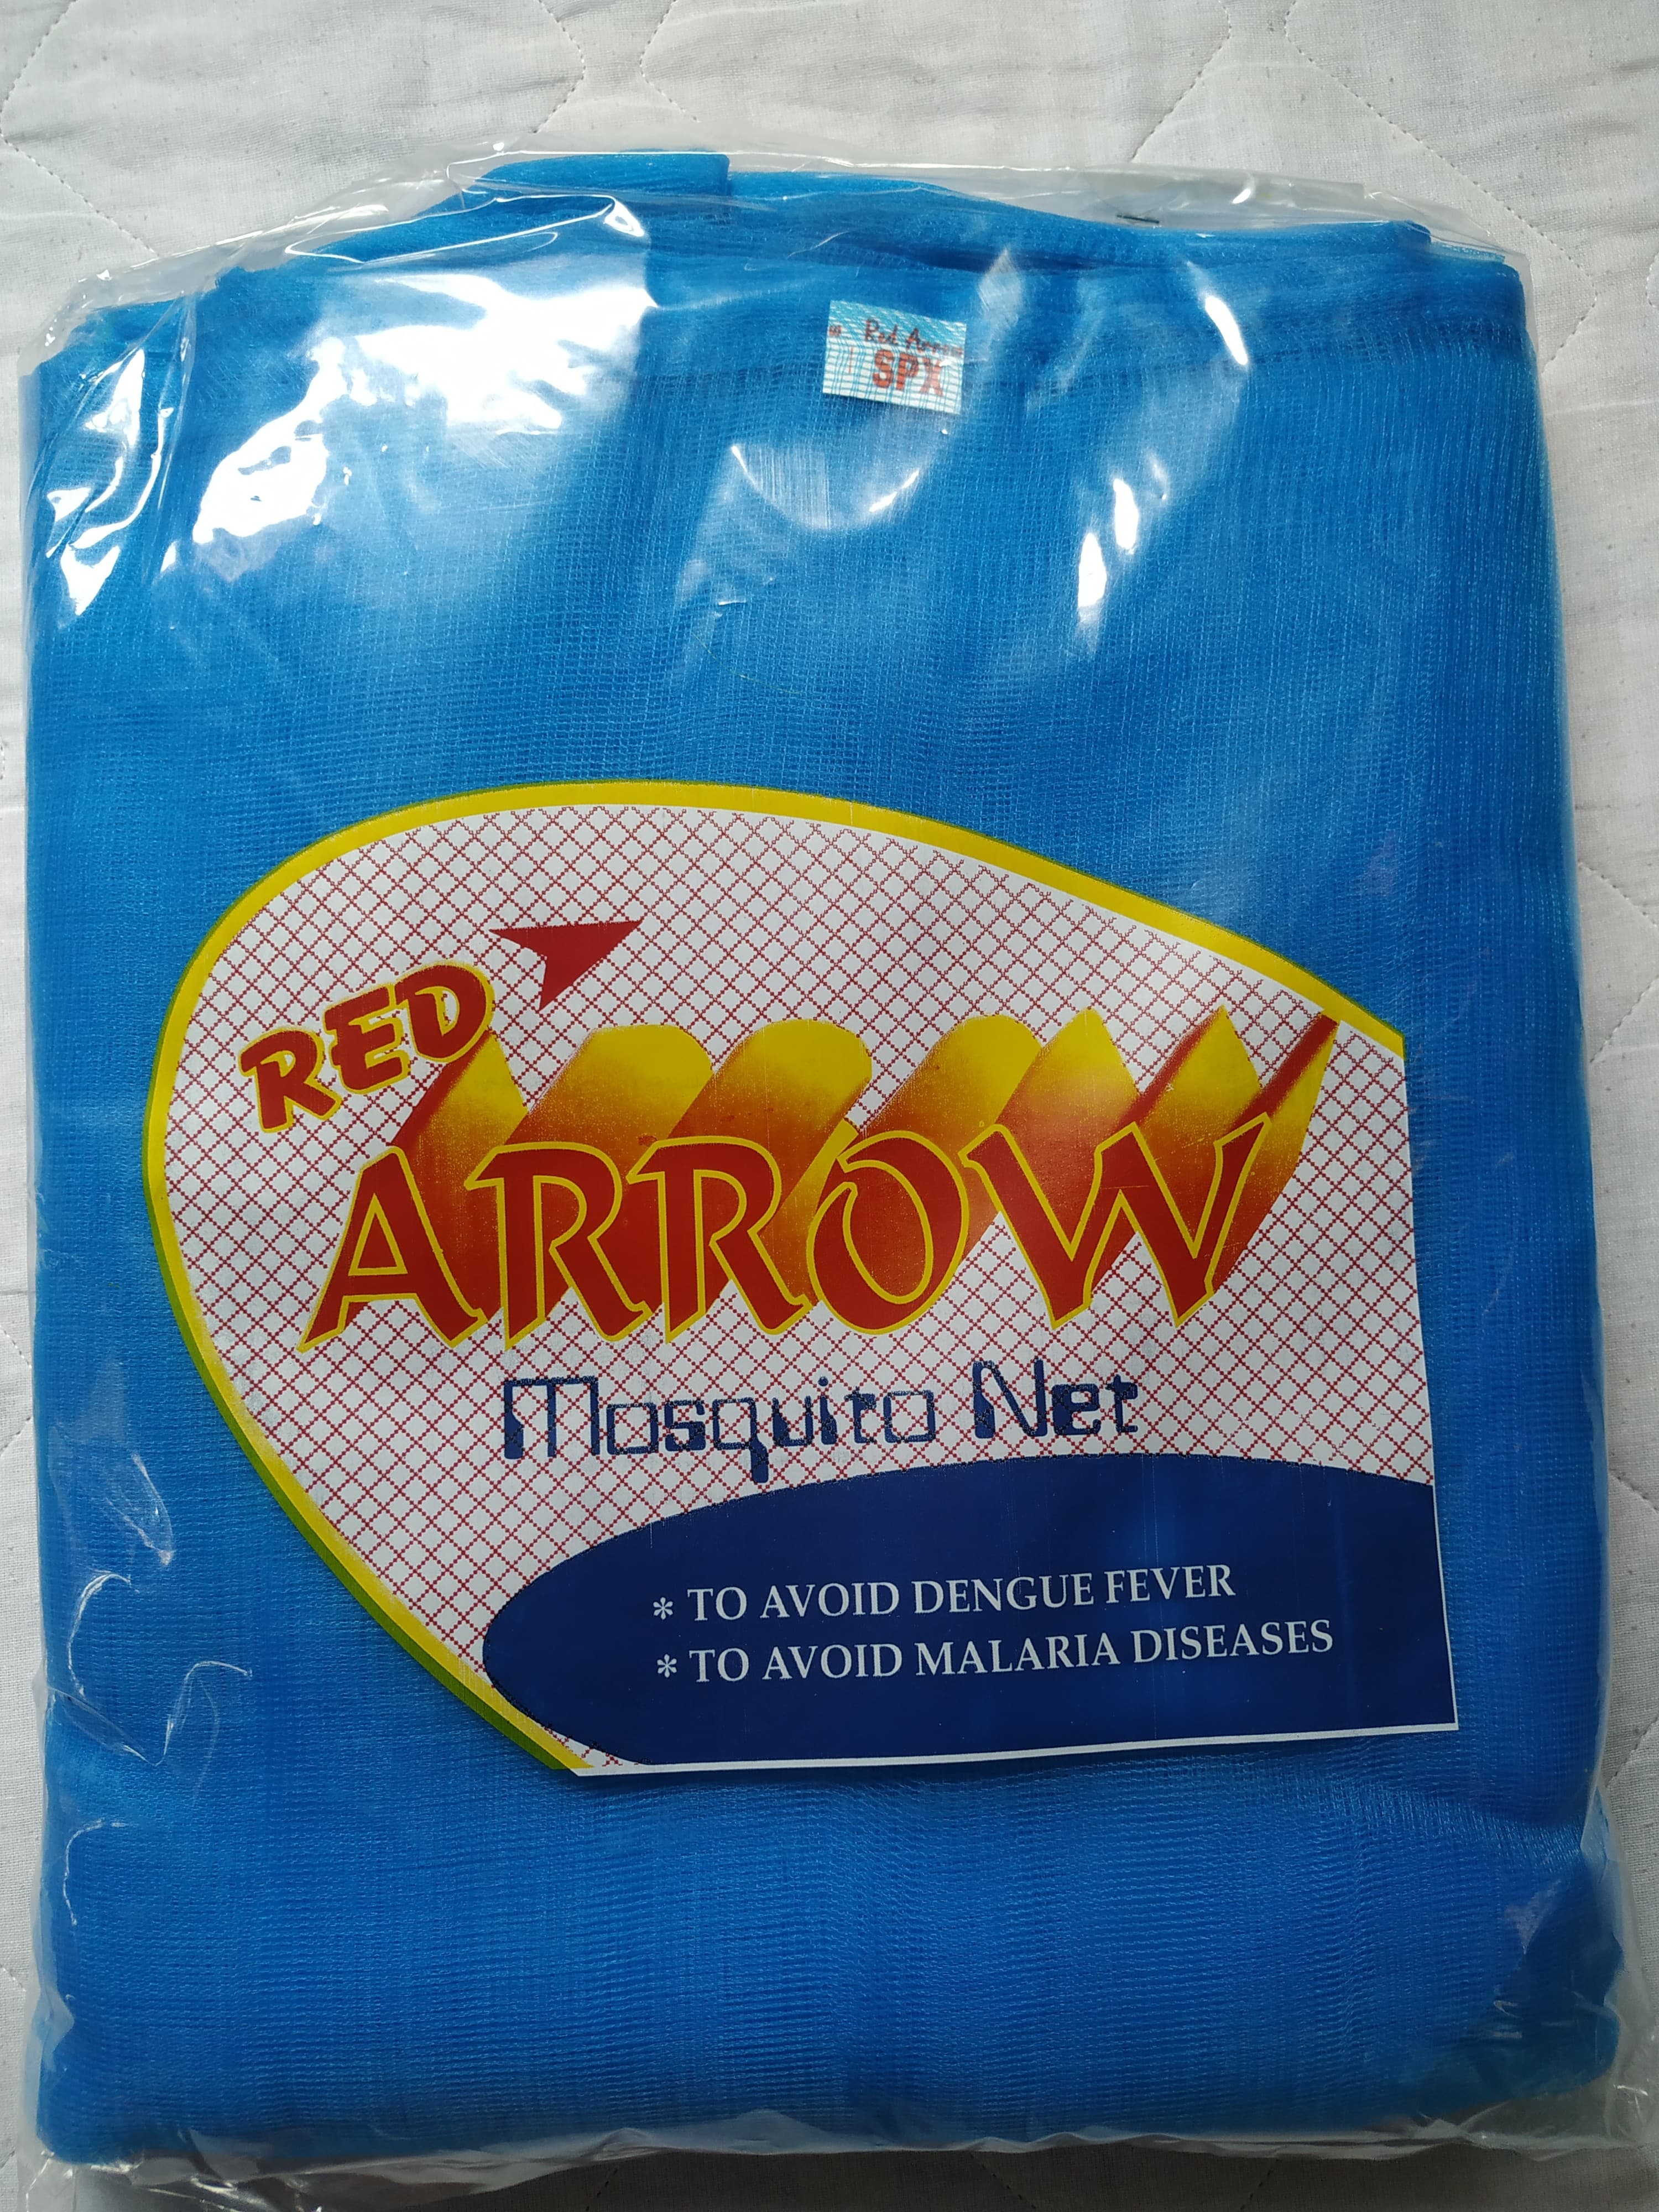 Red Arrow
SPX
RED
ARROW
Mosquito Net
* TO AVOID DENGUE FEVER
* TO AVOID MALARIA DISEASES